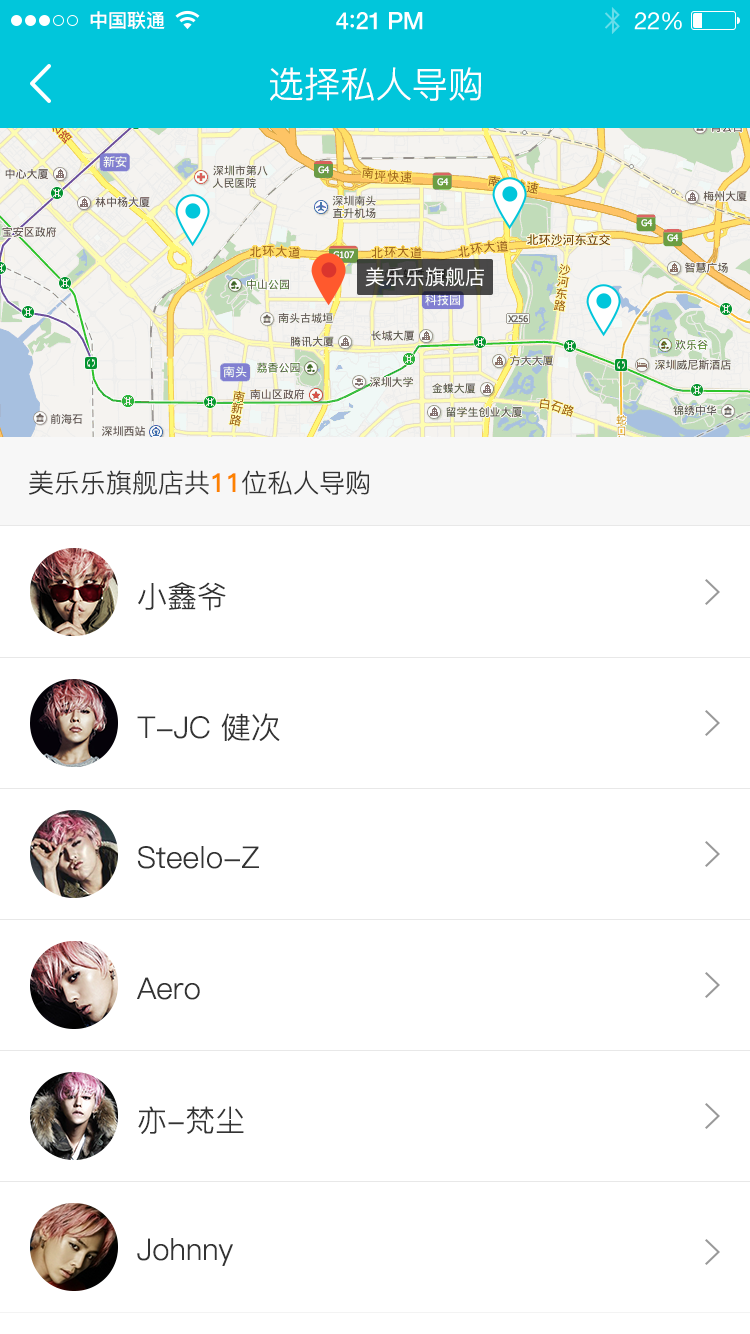 中国联通
4:21 PM
22%
选择私人导购
新安
中心大厦
深圳市第八
人民医院
南坪快速
G4
G4
林中杨大厦
深圳南头
直升机场
梅州大厦
宝安区政府
G4
G4
北环大道
G107
北环大道
北环大道
北环沙河东立交
美乐乐旗舰店
智慧广场
中山公园
科技园
沙河东路
南头古城垣
X256
腾讯大厦
长城大厦
欢乐谷
南头
荔香公园
深圳大学
方大大厦
深圳威尼斯酒店
南山区政府
金蝶大厦
南新路
前海石
留学生创业大厦
白石路
锦绣中华
深圳西站
美乐乐旗舰店共11位私人导购
小鑫爷
T-JC 健次
Steelo-Z
Aero
亦-梵尘
Johnny